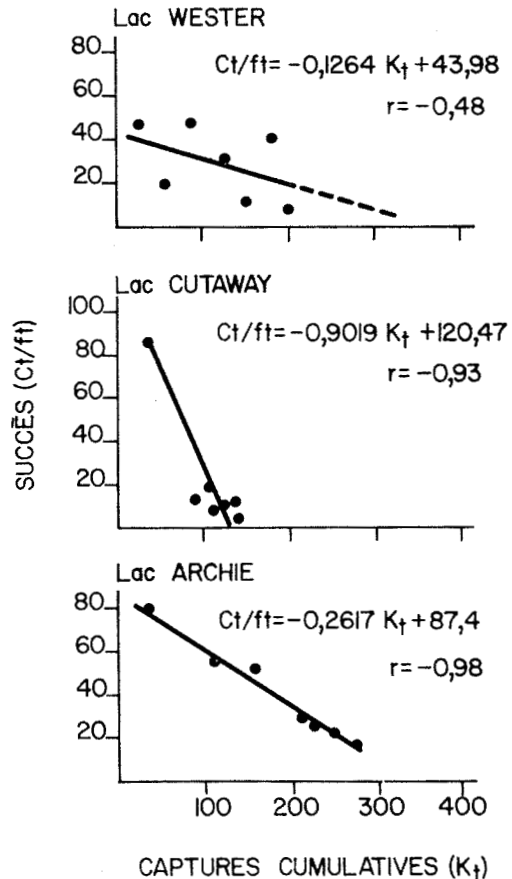 Lac WESTER
80
60
40
20
Ct/ft= -0,1264 Kt +43,98
r= -0,48
Lac CUTAWAY
100
80
60
40
20
Ct/ft= -0,9019 Kt +120,47
r= -0,93
SUCCÈS (Ct/ft)
Lac ARCHIE
80
60
40
20
Ct/ft= -0,2617 Kt +87,4
r= -0,98
100 200 300 400
CAPTURES CUMULATIVES (Kt)